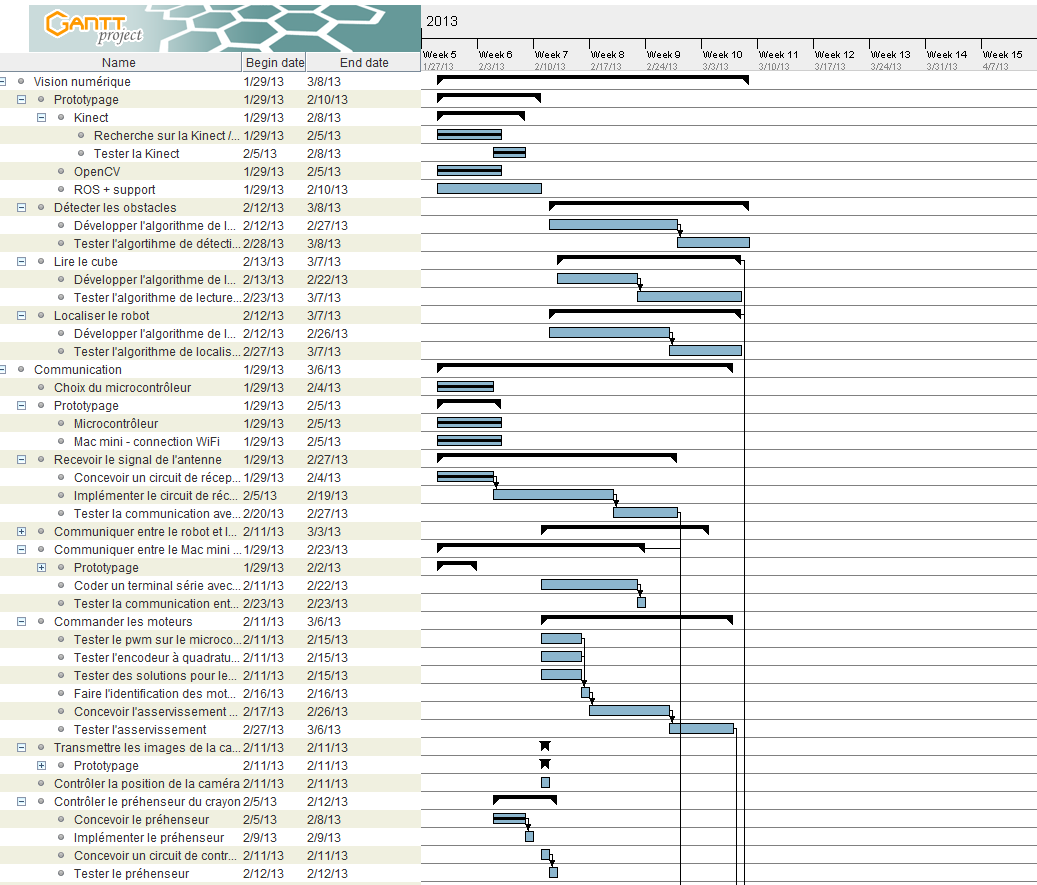 GANTT project
2013
Week 5 Week 6 Week 7 Week 8 Week 9 Week 10 Week 11 Week 12 Week 13 Week 14 Week 15
Name Begin date End date 1/27/13 2/3/13 2/10/13 2/17/13 2/24/13 3/3/13 3/10/13 3/17/13 3/24/13 3/31/13 4/7/13
Vision numérique 1/29/13 3/8/13
Prototypage 1/29/13 2/10/13
Kinect 1/29/13 2/8/13
Recherche sur la Kinect /... 1/29/13 2/5/13
Tester la Kinect 2/5/13 2/8/13
OpenCV 1/29/13 2/5/13
ROS + support 1/29/13 2/10/13
Détecter les obstacles 2/12/13 3/8/13
Développer l'algorithme de l... 2/12/13 2/27/13
Tester l'algortihme de détecti... 2/28/13 3/8/13
Lire le cube 2/13/13 3/7/13
Développer l'algorithme de l... 2/13/13 2/22/13
Tester l'algorithme de lecture... 2/23/13 3/7/13
Localiser le robot 2/12/13 3/7/13
Développer l'algorithme de l... 2/12/13 2/26/13
Tester l'algorithme de localis... 2/27/13 3/7/13
Communication 1/29/13 3/6/13
Choix du microcontrôleur 1/29/13 2/4/13
Prototypage 1/29/13 2/5/13
Microcontrôleur 1/29/13 2/5/13
Mac mini - connection WiFi 1/29/13 2/5/13
Recevoir le signal de l'antenne 1/29/13 2/27/13
Concevoir un circuit de récep... 1/29/13 2/4/13
Implémenter le circuit de réc... 2/5/13 2/19/13
Tester la communication ave... 2/20/13 2/27/13
Communiquer entre le robot et l... 2/11/13 3/3/13
Communiquer entre le Mac mini ... 1/29/13 2/23/13
Prototypage 1/29/13 2/2/13
Coder un terminal série avec... 2/11/13 2/22/13
Tester la communication ent... 2/23/13 2/23/13
Commander les moteurs 2/11/13 3/6/13
Tester le pwm sur le microco... 2/11/13 2/15/13
Tester l'encodeur à quadratu... 2/11/13 2/15/13
Tester des solutions pour le... 2/11/13 2/15/13
Faire l'identification des mot... 2/16/13 2/16/13
Concevoir l'asservissement ... 2/17/13 2/26/13
Tester l'asservissement 2/27/13 3/6/13
Transmettre les images de la ca... 2/11/13 2/11/13
Prototypage 2/11/13 2/11/13
Contrôler la position de la caméra 2/11/13 2/11/13
Contrôler le préhenseur du crayon 2/5/13 2/12/13
Concevoir le préhenseur 2/5/13 2/8/13
Implémenter le préhenseur 2/9/13 2/9/13
Concevoir un circuit de contr... 2/11/13 2/11/13
Tester le préhenseur 2/12/13 2/12/13